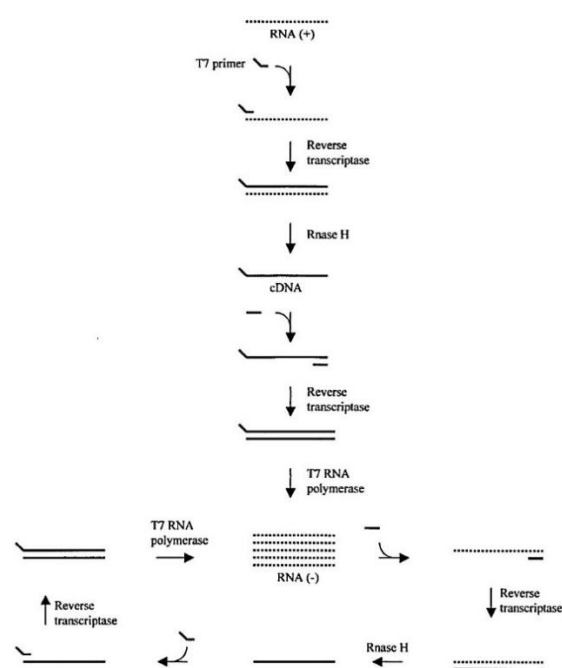 RNA (+)
T7 primer
Reverse
transcriptase
Rnase H
cDNA
Reverse
transcriptase
T7 RNA
polymerase
T7 RNA
polymerase
RNA (-)
Reverse
transcriptase
Reverse
transcriptase
Rnase H